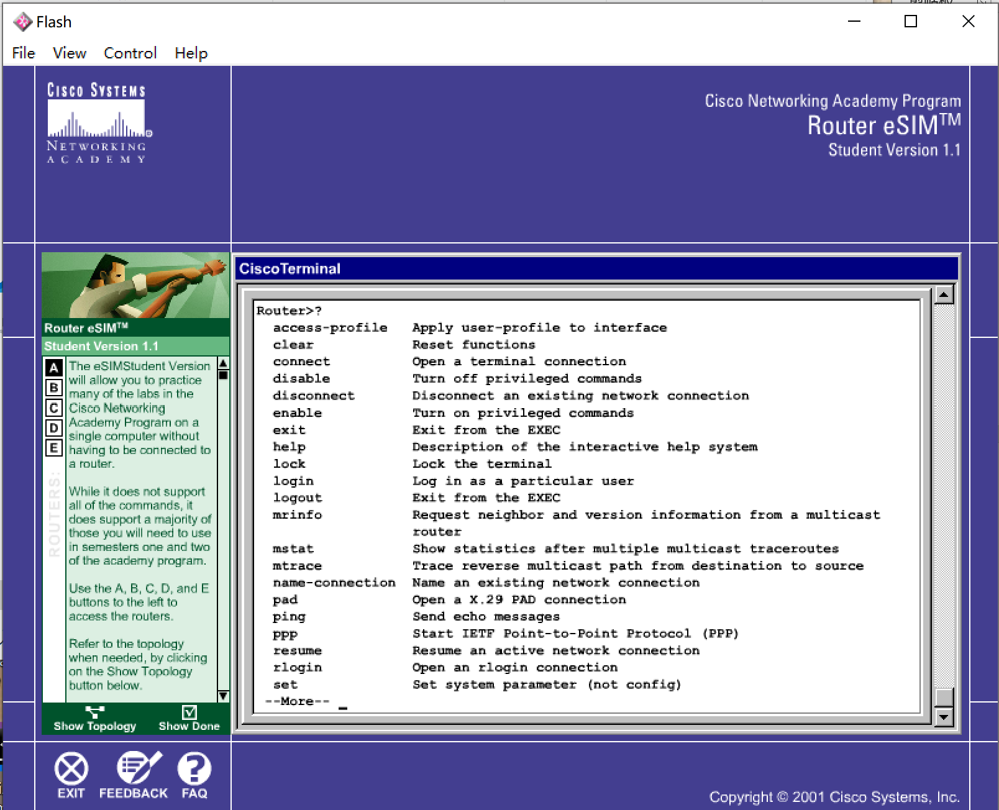 Flash
File View Control Help
CISCO SYSTEMS
NETWORKING
ACADEMY
Cisco Networking Academy Program
Router eSIM™
Student Version 1.1
Router eSIM™
Student Version 1.1
A
B
C
D
E
ROUTERS:
The eSIMStudent Version
will allow you to practice
many of the labs in the
Cisco Networking
Academy Program on a
single computer without
having to be connected to
a router.
While it does not support
all of the commands, it
does support a majority of
those you will need to use
in semesters one and two
of the academy program.
Use the A, B, C, D, and E
buttons to the left to
access the routers.
Refer to the topology
when needed, by clicking
on the Show Topology
button below.
Show Topology Show Done
CiscoTerminal
Router>?
access-profile Apply user-profile to interface
clear Reset functions
connect Open a terminal connection
disable Turn off privileged commands
disconnect Disconnect an existing network connection
enable Turn on privileged commands
exit Exit from the EXEC
help Description of the interactive help system
lock Lock the terminal
login Log in as a particular user
logout Exit from the EXEC
mrinfo Request neighbor and version information from a multicast
router
mstat Show statistics after multiple multicast traceroutes
mtrace Trace reverse multicast path from destination to source
name-connection Name an existing network connection
pad Open a X.29 PAD connection
ping Send echo messages
ppp Start IETF Point-to-Point Protocol (PPP)
resume Resume an active network connection
rlogin Open an rlogin connection
set Set system parameter (not config)
--More-- _
EXIT FEEDBACK FAQ
Copyright © 2001 Cisco Systems, Inc.